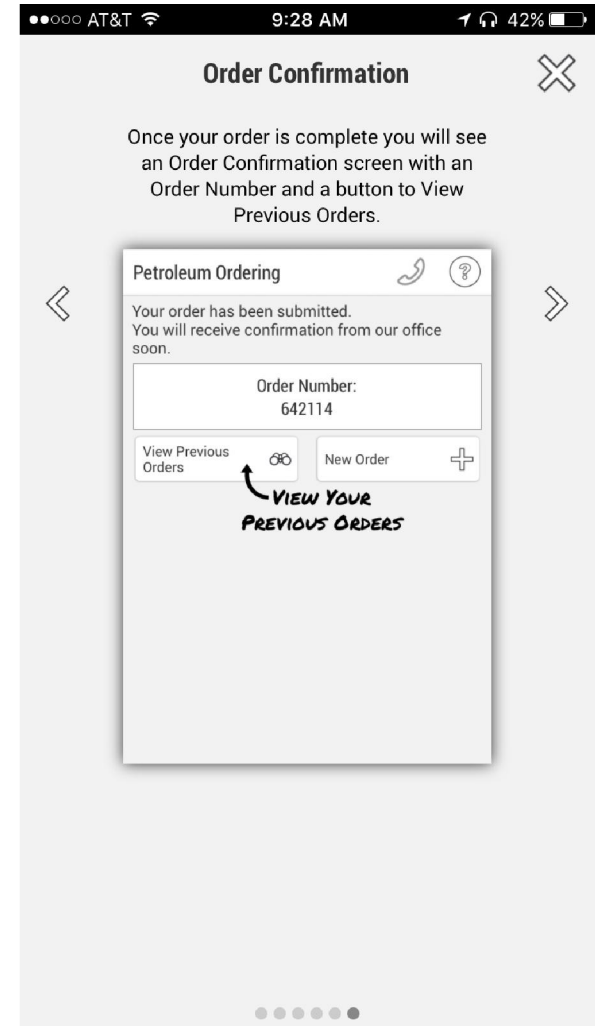 AT&T 9:28 AM 42%
Order Confirmation
Once your order is complete you will see
an Order Confirmation screen with an
Order Number and a button to View
Previous Orders.
Petroleum Ordering ?
Your order has been submitted.
You will receive confirmation from our office
soon.
Order Number:
642114
View Previous
Orders
New Order
VIEW YOUR
PREVIOUS ORDERS